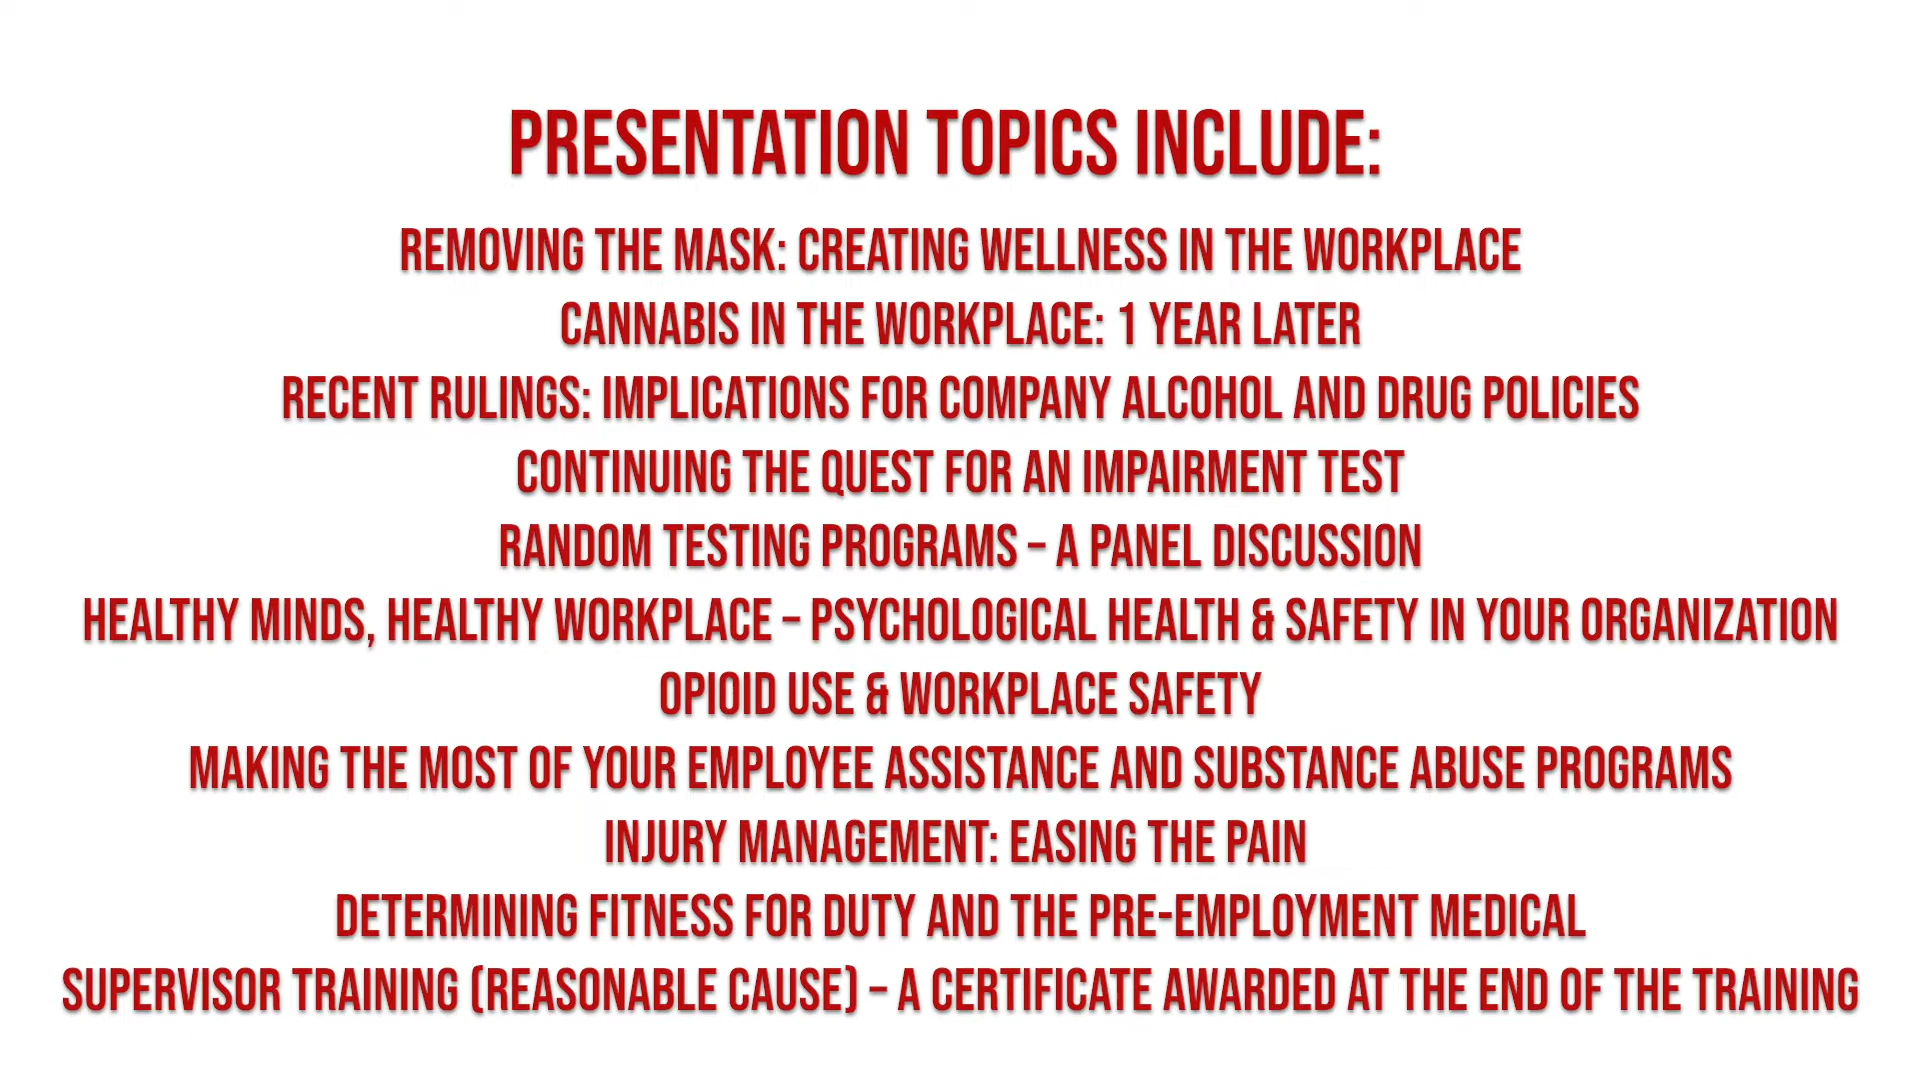 PRESENTATION TOPICS INCLUDE:
REMOVING THE MASK: CREATING WELLNESS IN THE WORKPLACE
CANNABIS IN THE WORKPLACE: 1 YEAR LATER
RECENT RULINGS: IMPLICATIONS FOR COMPANY ALCOHOL AND DRUG POLICIES
CONTINUING THE QUEST FOR AN IMPAIRMENT TEST
RANDOM TESTING PROGRAMS – A PANEL DISCUSSION
HEALTHY MINDS, HEALTHY WORKPLACE – PSYCHOLOGICAL HEALTH & SAFETY IN YOUR ORGANIZATION
OPIOID USE & WORKPLACE SAFETY
MAKING THE MOST OF YOUR EMPLOYEE ASSISTANCE AND SUBSTANCE ABUSE PROGRAMS
INJURY MANAGEMENT: EASING THE PAIN
DETERMINING FITNESS FOR DUTY AND THE PRE-EMPLOYMENT MEDICAL
SUPERVISOR TRAINING (REASONABLE CAUSE) – A CERTIFICATE AWARDED AT THE END OF THE TRAINING